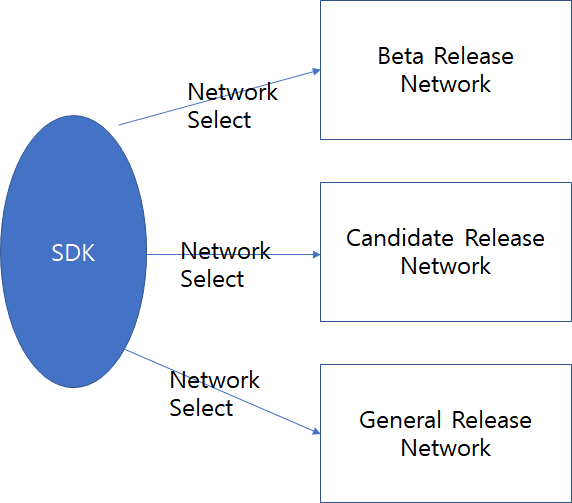 Beta Release
Network
Network
Select
SDK
Candidate Release
Network
Network
Select
General Release
Network
Network
Select